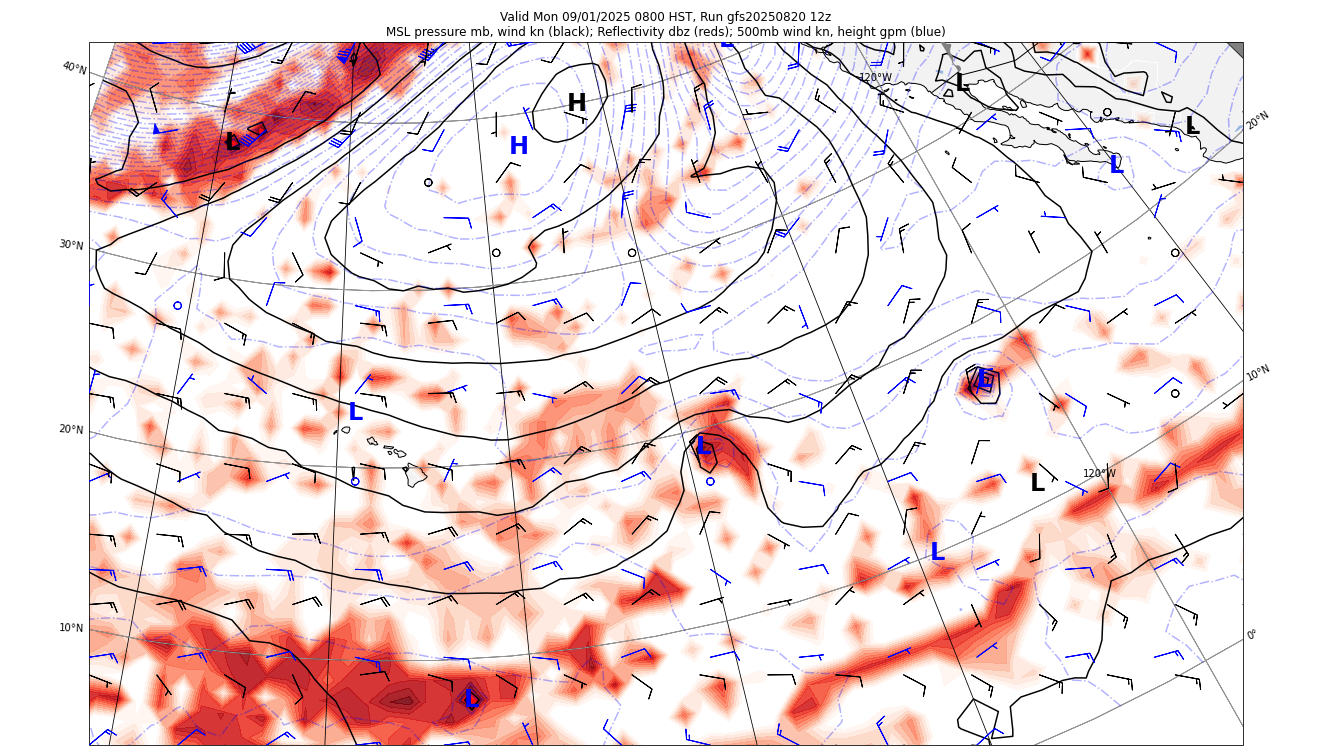 Valid Mon 09/01/2025 0800 HST, Run gfs20250820 12z
MSL pressure mb, wind kn (black); Reflectivity dbz (reds); 500mb wind kn, height gpm (blue)
L
40°N
120°W
L
H
20°N
L
L
H
L
30°N
10°N
L
L
20°N
L
120°W
L
L
10°N
0°
L